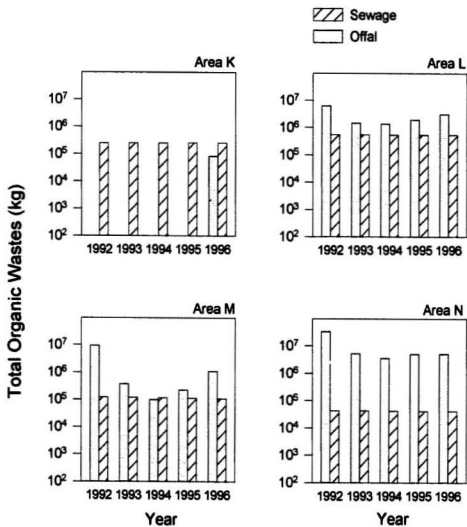 Sewage
Offal
Total Organic Wastes (kg)
Area K
10⁷
10⁶
10⁵
10⁴
10³
10²
1992 1993 1994 1995 1996
Area L
10⁷
10⁶
10⁵
10⁴
10³
10²
1992 1993 1994 1995 1996
Area M
10⁷
10⁶
10⁵
10⁴
10³
10²
1992 1993 1994 1995 1996
Year
Area N
10⁷
10⁶
10⁵
10⁴
10³
10²
1992 1993 1994 1995 1996
Year